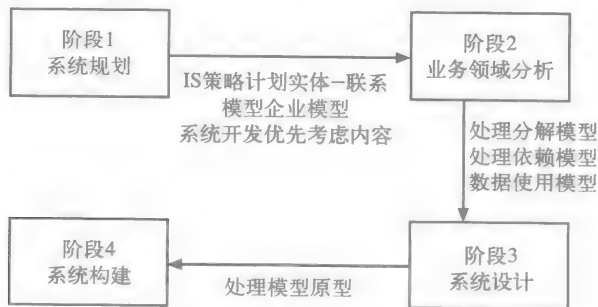 阶段1
系统规划
IS策略计划实体-联系
模型企业模型
系统开发优先考虑内容
阶段2
业务领域分析
处理分解模型
处理依赖模型
数据使用模型
阶段3
系统设计
处理模型原型
阶段4
系统构建